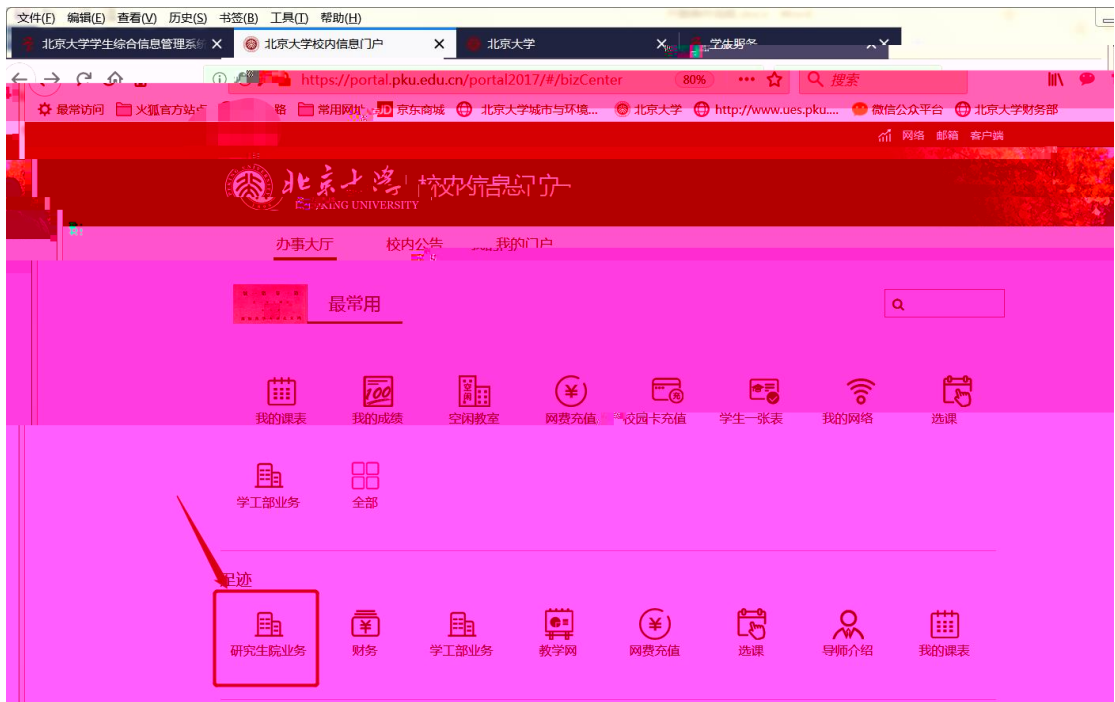 文件(F) 编辑(E) 查看(V) 历史(S) 书签(B) 工具(T) 帮助(H)
北京大学学生综合信息管理系统 北京大学校内信息门户 北京大学
https://portal.pku.edu.cn/portal2017/#/bizCenter 80% 搜索
最常访问 火狐官方站点 常用网址 JD 京东商城 北京大学城市与环境... 北京大学 http://www.ues.pku.... 微信公众平台 北京大学财务部
网络 邮箱 客户端
北京大学 校内信息门户
UNIVERSITY
办事大厅 校内公告 我的门户
最常用
我的课表 我的成绩 空闲教室 网费充值 校园卡充值 学生一张表 我的网络 选课
学工部业务 全部
足迹
研究生院业务 财务 学工部业务 教学网 网费充值 选课 导师介绍 我的课表